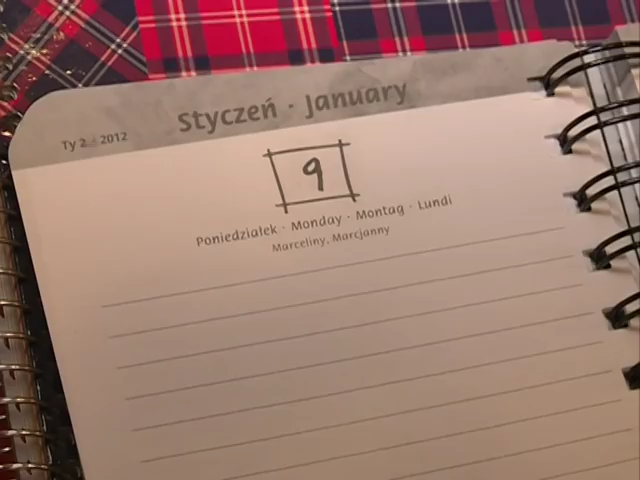 Styczeń · January
Ty 2 2012
9
Poniedziałek · Monday · Montag · Lundi
Marceliny, Marcjanny